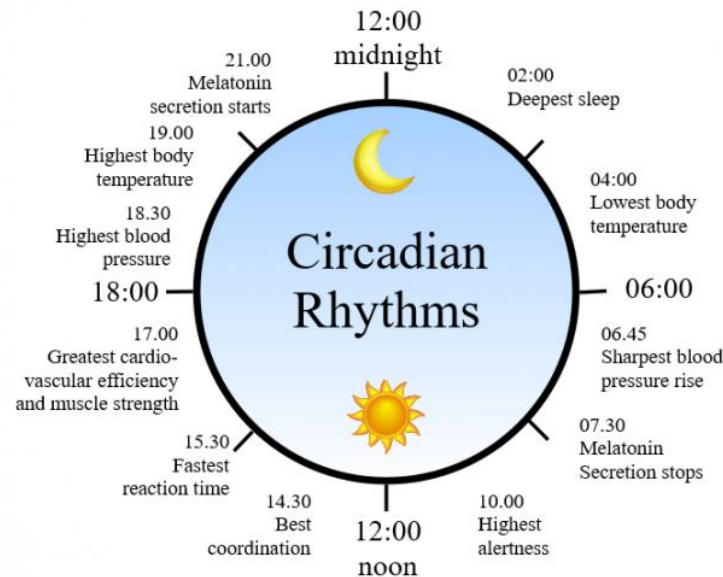 12:00
midnight
02:00
Deepest sleep
04:00
Lowest body
temperature
06:00
06.45
Sharpest blood
pressure rise
07.30
Melatonin
Secretion stops
10.00
Highest
alertness
12:00
noon
14.30
Best
coordination
15.30
Fastest
reaction time
17.00
Greatest cardio-
vascular efficiency
and muscle strength
18:00
18.30
Highest blood
pressure
19.00
Highest body
temperature
21.00
Melatonin
secretion starts
Circadian
Rhythms